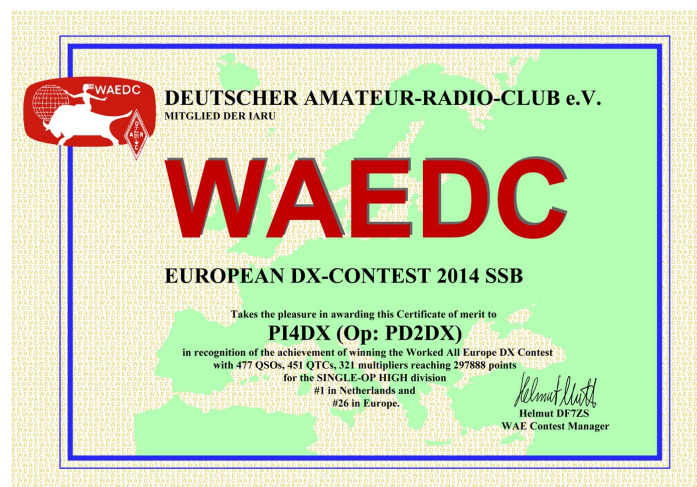 WAEDC
DARC
DEUTSCHER AMATEUR-RADIO-CLUB e.V.
MITGLIED DER IARU
WAEDC
EUROPEAN DX-CONTEST 2014 SSB
Takes the pleasure in awarding this Certificate of merit to
PI4DX (Op: PD2DX)
in recognition of the achievement of winning the Worked All Europe DX Contest
with 477 QSOs, 451 QTCs, 321 multipliers reaching 297888 points
for the SINGLE-OP HIGH division
#1 in Netherlands and
#26 in Europe.
Helmut DF7ZS
WAE Contest Manager